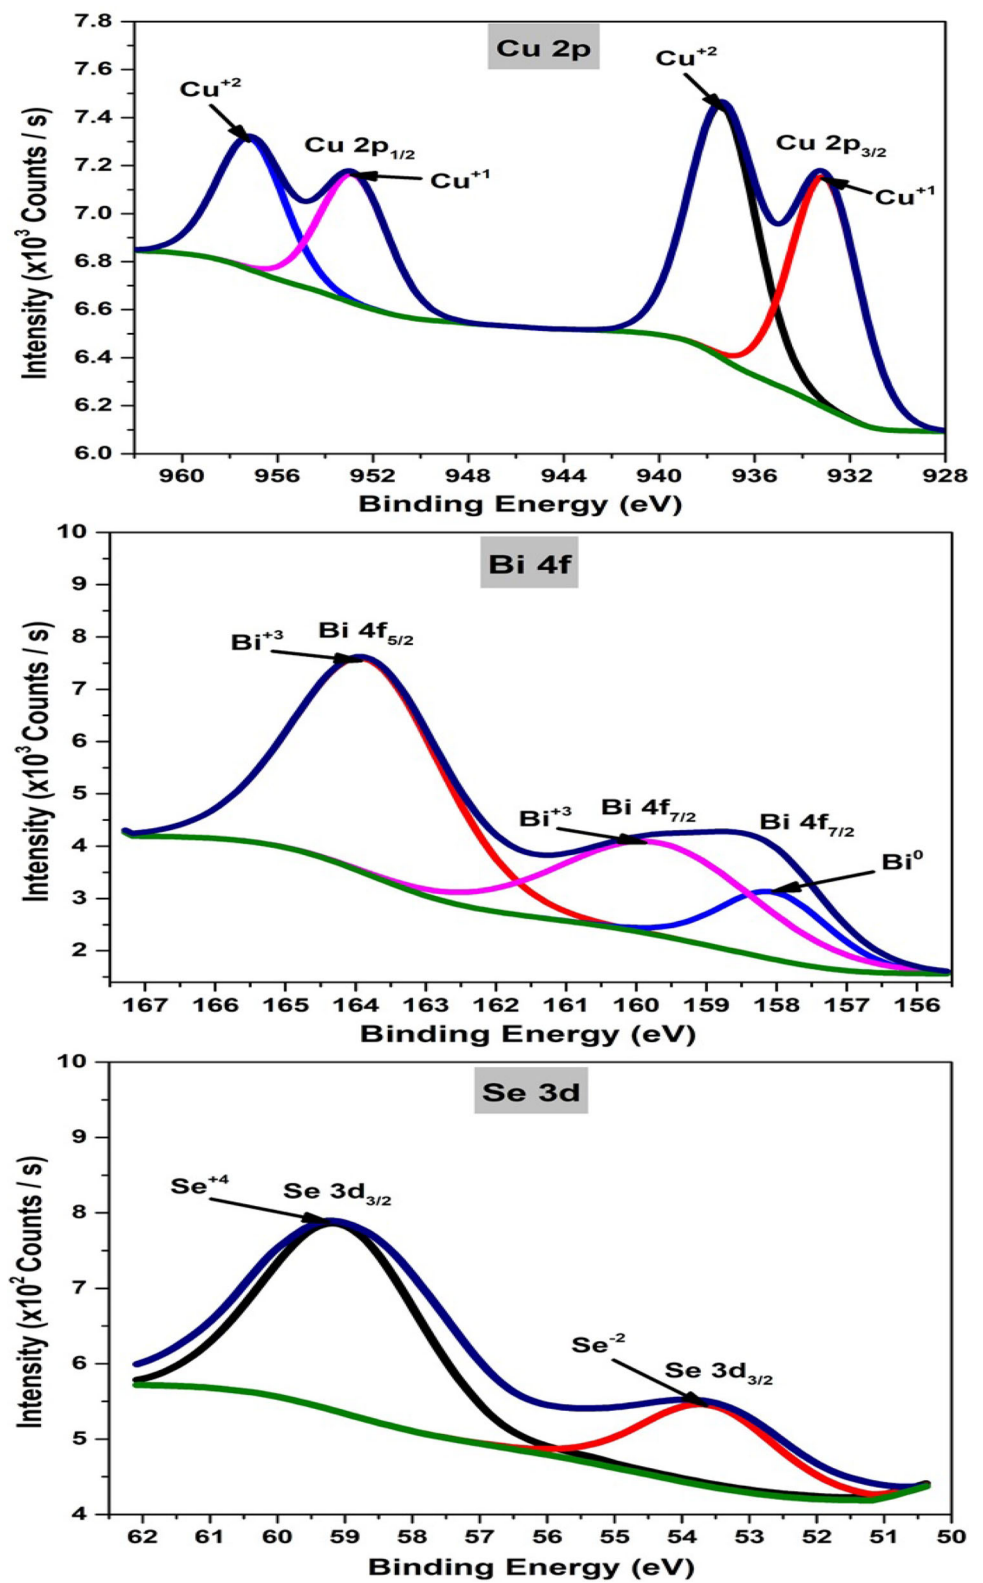 Cu 2p
Cu+2
Cu 2p1/2
Cu+1
Cu+2
Cu 2p3/2
Cu+1
7.8
7.6
7.4
7.2
7.0
6.8
6.6
6.4
6.2
6.0
Intensity (x10³ Counts / s)
960 956 952 948 944 940 936 932 928
Binding Energy (eV)
Bi 4f
Bi+3 Bi 4f5/2
Bi+3 Bi 4f7/2
Bi 4f7/2
Bi0
10
9
8
7
6
5
4
3
2
Intensity (x10³ Counts / s)
167 166 165 164 163 162 161 160 159 158 157 156
Binding Energy (eV)
Se 3d
Se+4 Se 3d3/2
Se-2
Se 3d3/2
10
9
8
7
6
5
4
Intensity (x10² Counts / s)
62 61 60 59 58 57 56 55 54 53 52 51 50
Binding Energy (eV)